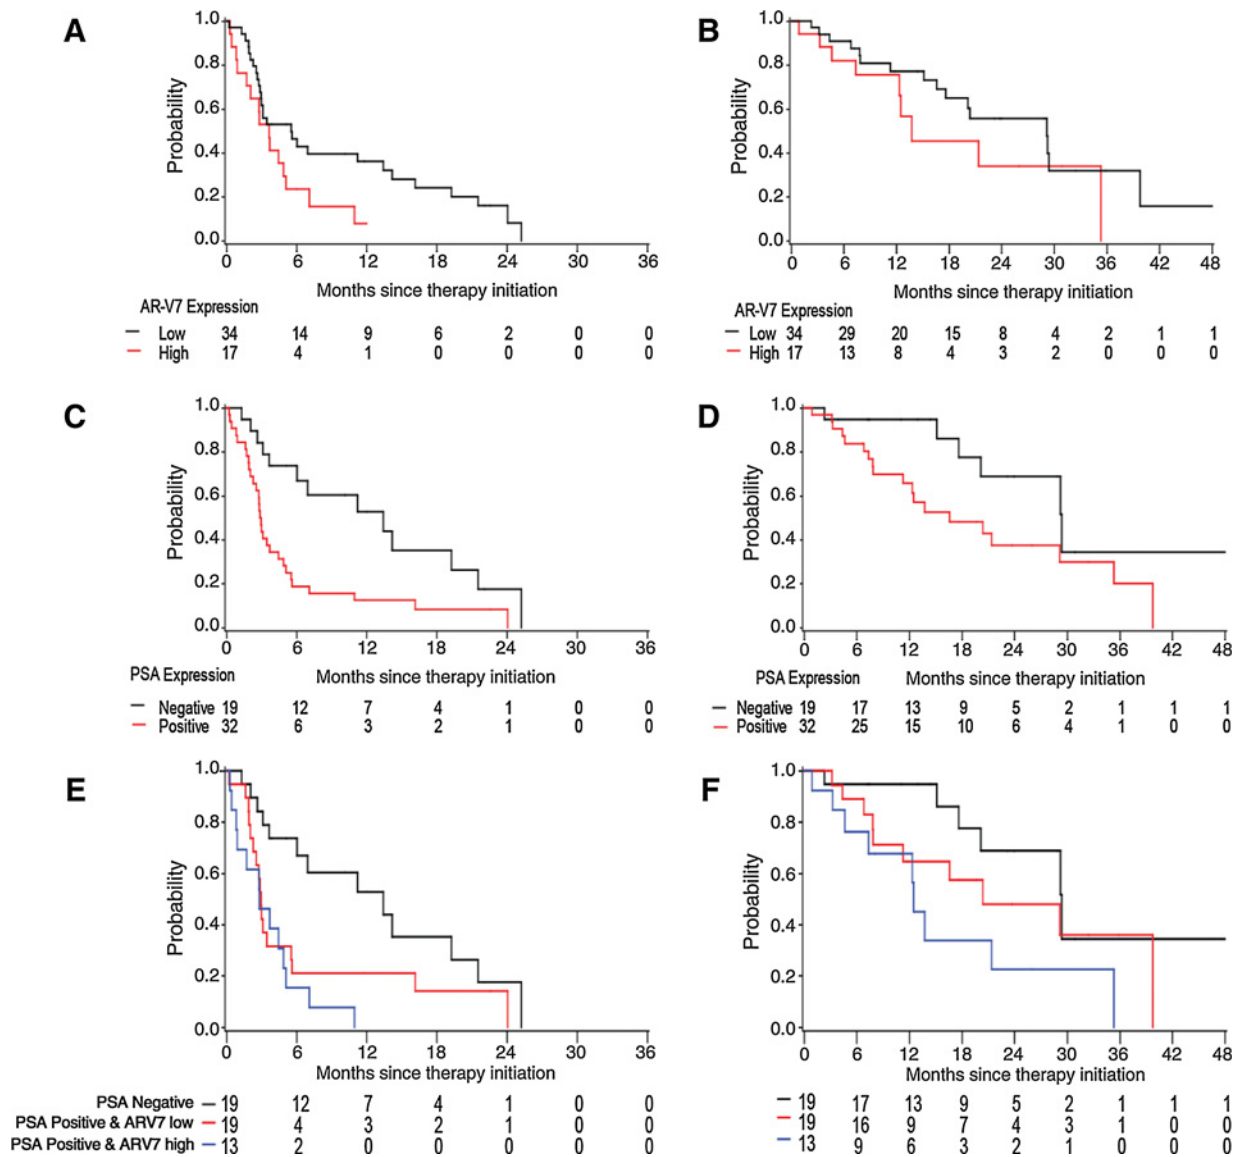 A
1.0
0.8
0.6
0.4
0.2
0.0
Probability
0 6 12 18 24 30 36
Months since therapy initiation
AR-V7 Expression
Low 34 14 9 6 2 0 0
High 17 4 1 0 0 0 0
B
1.0
0.8
0.6
0.4
0.2
0.0
Probability
0 6 12 18 24 30 36 42 48
Months since therapy initiation
AR-V7 Expression
Low 34 29 20 15 8 4 2 1 1
High 17 13 8 4 3 2 0 0 0
C
1.0
0.8
0.6
0.4
0.2
0.0
Probability
0 6 12 18 24 30 36
PSA Expression Months since therapy initiation
Negative 19 12 7 4 1 0 0
Positive 32 6 3 2 1 0 0
D
1.0
0.8
0.6
0.4
0.2
0.0
Probability
0 6 12 18 24 30 36 42 48
PSA Expression Months since therapy initiation
Negative 19 17 13 9 5 2 1 1 1
Positive 32 25 15 10 6 4 1 0 0
E
1.0
0.8
0.6
0.4
0.2
0.0
Probability
0 6 12 18 24 30 36
Months since therapy initiation
PSA Negative 19 12 7 4 1 0 0
PSA Positive & ARV7 low 19 4 3 2 1 0 0
PSA Positive & ARV7 high 13 2 0 0 0 0 0
F
1.0
0.8
0.6
0.4
0.2
0.0
Probability
0 6 12 18 24 30 36 42 48
Months since therapy initiation
19 17 13 9 5 2 1 1 1
19 16 9 7 4 3 1 0 0
13 9 6 3 2 1 0 0 0